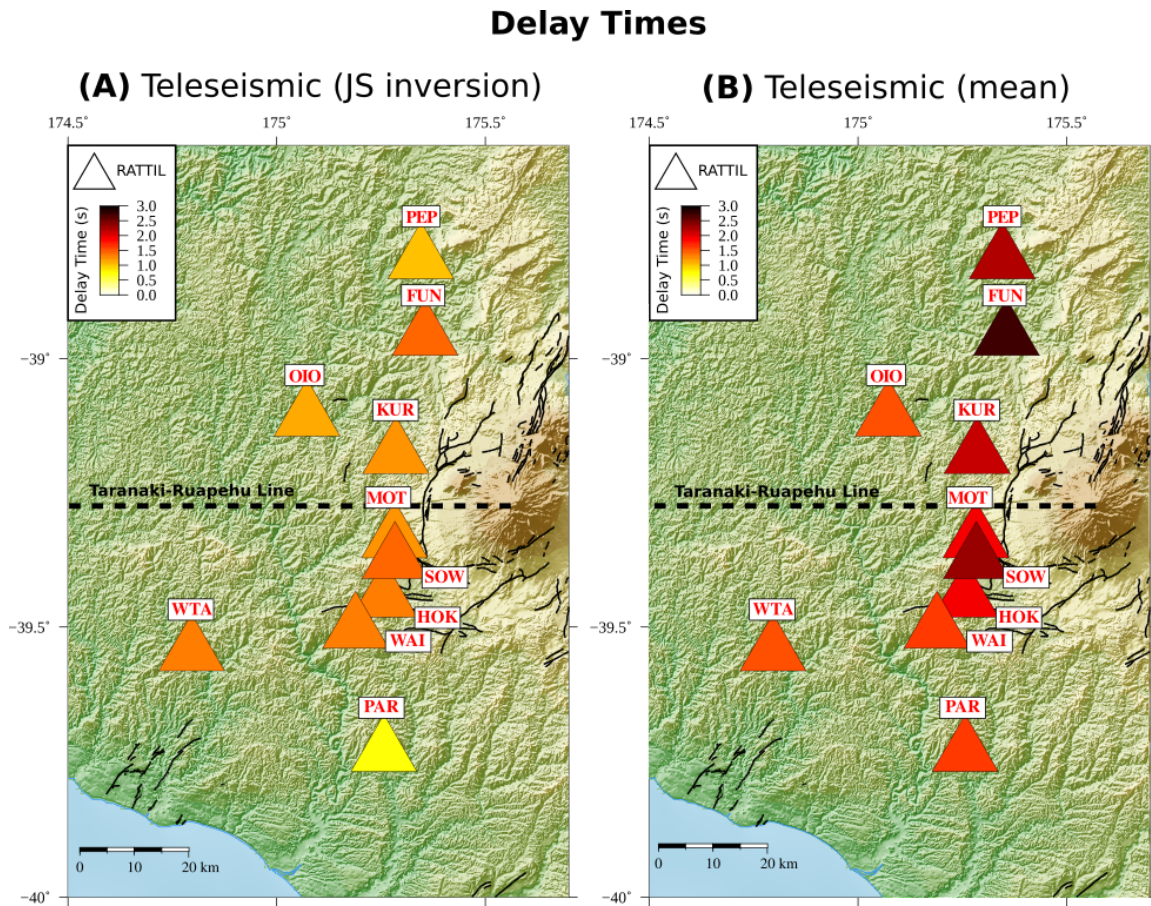 Delay Times
(A) Teleseismic (JS inversion)
174.5˚ 175˚ 175.5˚
RATTIL
Delay Time (s)
3.0
2.5
2.0
1.5
1.0
0.5
0.0
PEP
FUN
−39˚
OIO
KUR
Taranaki-Ruapehu Line
MOT
SOW
WTA
HOK
−39.5˚
WAI
PAR
0 10 20 km
−40˚
(B) Teleseismic (mean)
174.5˚ 175˚ 175.5˚
RATTIL
Delay Time (s)
3.0
2.5
2.0
1.5
1.0
0.5
0.0
PEP
FUN
−39˚
OIO
KUR
Taranaki-Ruapehu Line
MOT
SOW
WTA
HOK
−39.5˚
WAI
PAR
0 10 20 km
−40˚